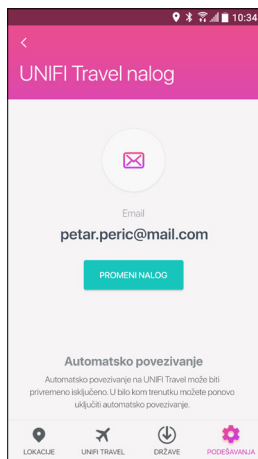 10:34
UNIFI Travel nalog
Email
petar.peric@mail.com
PROMENI NALOG
Automatsko povezivanje
Automatsko povezivanje na UNIFI Travel može biti
privremeno isključeno. U bilo kom trenutku možete ponovo
uključiti automatsko povezivanje.
LOKACIJE UNIFI TRAVEL DRŽAVE PODEŠAVANJA